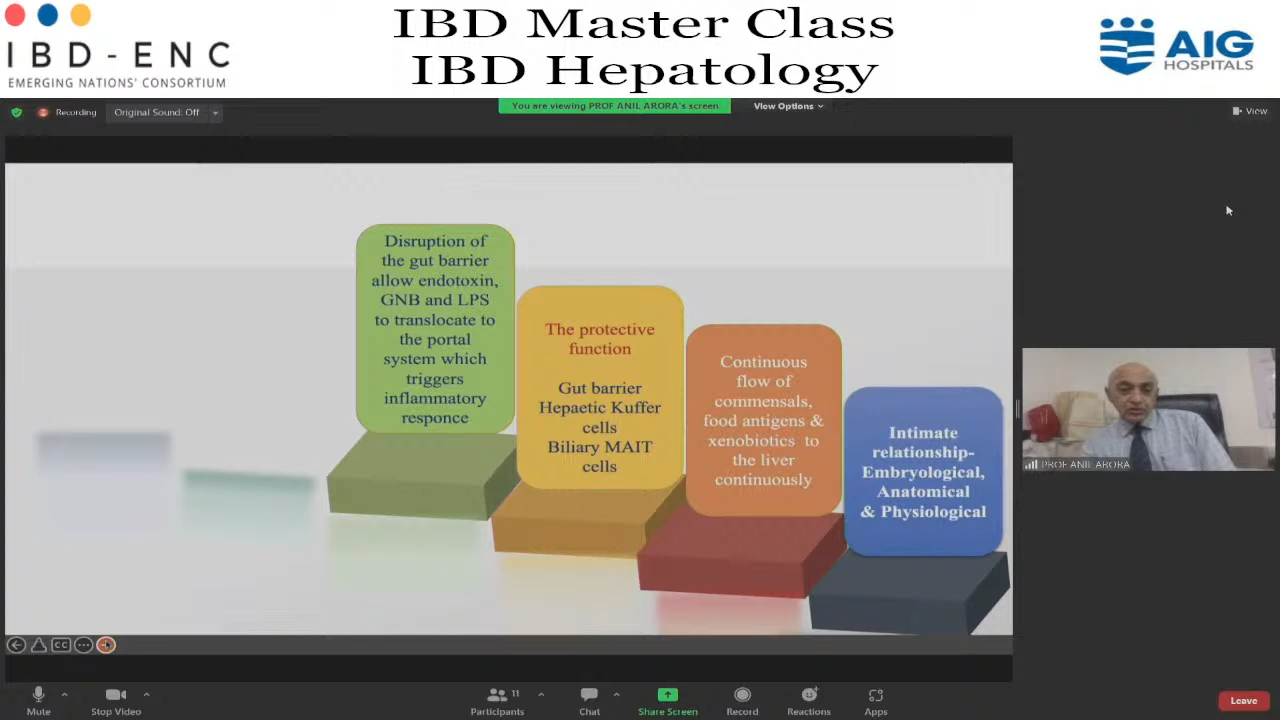 IBD-ENC
EMERGING NATIONS' CONSORTIUM
IBD Master Class
IBD Hepatology
AIG
HOSPITALS
Recording
Original Sound: Off
You are viewing PROF ANIL ARORA's screen
View Options
View
Disruption of
the gut barrier
allow endotoxin,
GNB and LPS
to translocate to
the portal
system which
triggers
inflammatory
responce
The protective
function
Gut barrier
Hepaetic Kuffer
cells
Biliary MAIT
cells
Continuous
flow of
commensals,
food antigens &
xenobiotics to
the liver
continuously
Intimate
relationship-
Embryological,
Anatomical
& Physiological
PROF ANIL ARORA
CC
Mute
Stop Video
Participants
11
Chat
Share Screen
Record
Reactions
Apps
Leave